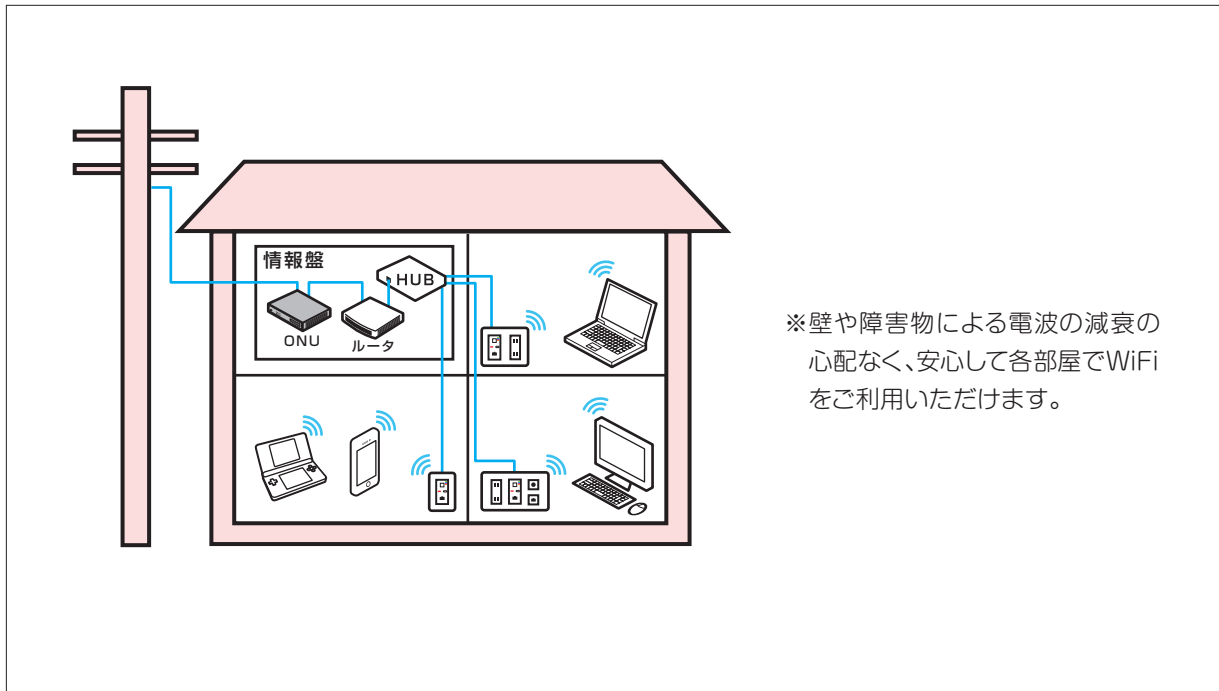 情報盤
HUB
ONU
ルータ
※壁や障害物による電波の減衰の
心配なく、安心して各部屋でWiFi
をご利用いただけます。